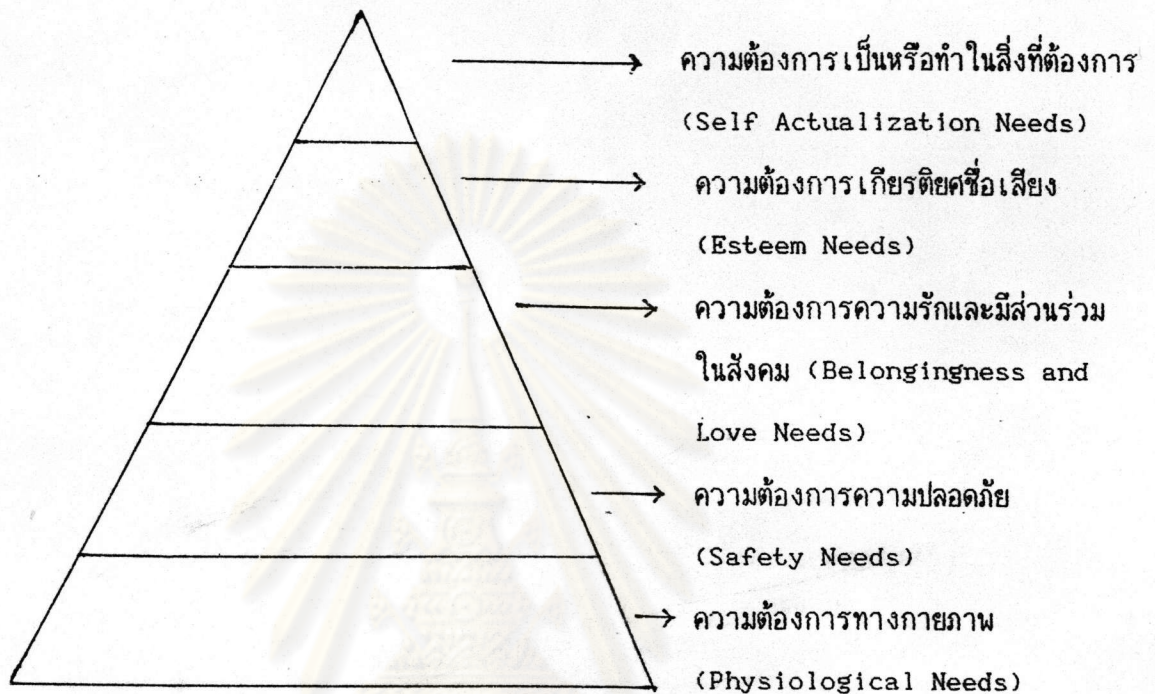 ความต้องการเป็นหรือทำในสิ่งที่ต้องการ
(Self Actualization Needs)
ความต้องการเกียรติยศชื่อเสียง
(Esteem Needs)
ความต้องการความรักและมีส่วนร่วม
ในสังคม (Belongingness and
Love Needs)
ความต้องการความปลอดภัย
(Safety Needs)
ความต้องการทางกายภาพ
(Physiological Needs)